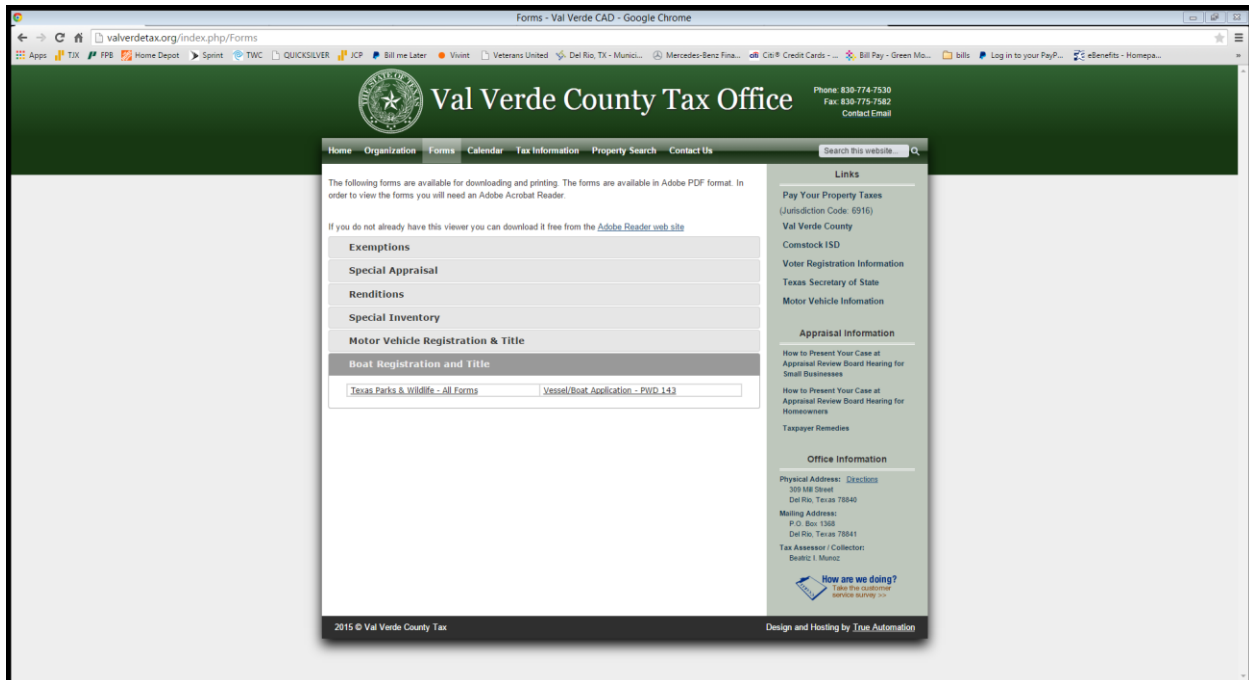 Forms - Val Verde CAD - Google Chrome
valverdetax.org/index.php/Forms
Apps TJX FPB Home Depot Sprint TWC QUICKSILVER JCP Bill me Later Vivint Veterans United Del Rio, TX - Munici... Mercedes-Benz Fina... Citi® Credit Cards - ... Bill Pay - Green Mo... bills Log in to your PayP... eBenefits - Homepa... »
Val Verde County Tax Office
Phone: 830-774-7530
Fax: 830-775-7582
Contact Email
Home Organization Forms Calendar Tax Information Property Search Contact Us Search this website...
The following forms are available for downloading and printing. The forms are available in Adobe PDF format. In
order to view the forms you will need an Adobe Acrobat Reader.
If you do not already have this viewer you can download it free from the Adobe Reader web site
Exemptions
Special Appraisal
Renditions
Special Inventory
Motor Vehicle Registration & Title
Boat Registration and Title
Texas Parks & Wildlife - All Forms Vessel/Boat Application - PWD 143
Links
Pay Your Property Taxes
(Jurisdiction Code: 6916)
Val Verde County
Comstock ISD
Voter Registration Information
Texas Secretary of State
Motor Vehicle Infomation
Appraisal Information
How to Present Your Case at
Appraisal Review Board Hearing for
Small Businesses
How to Present Your Case at
Appraisal Review Board Hearing for
Homeowners
Taxpayer Remedies
Office Information
Physical Address: Directions
309 Mill Street
Del Rio, Texas 78840
Mailing Address:
P.O. Box 1368
Del Rio, Texas 78841
Tax Assessor / Collector:
Beatriz I. Munoz
How are we doing?
Take the customer
service survey >>
2015 © Val Verde County Tax Design and Hosting by True Automation